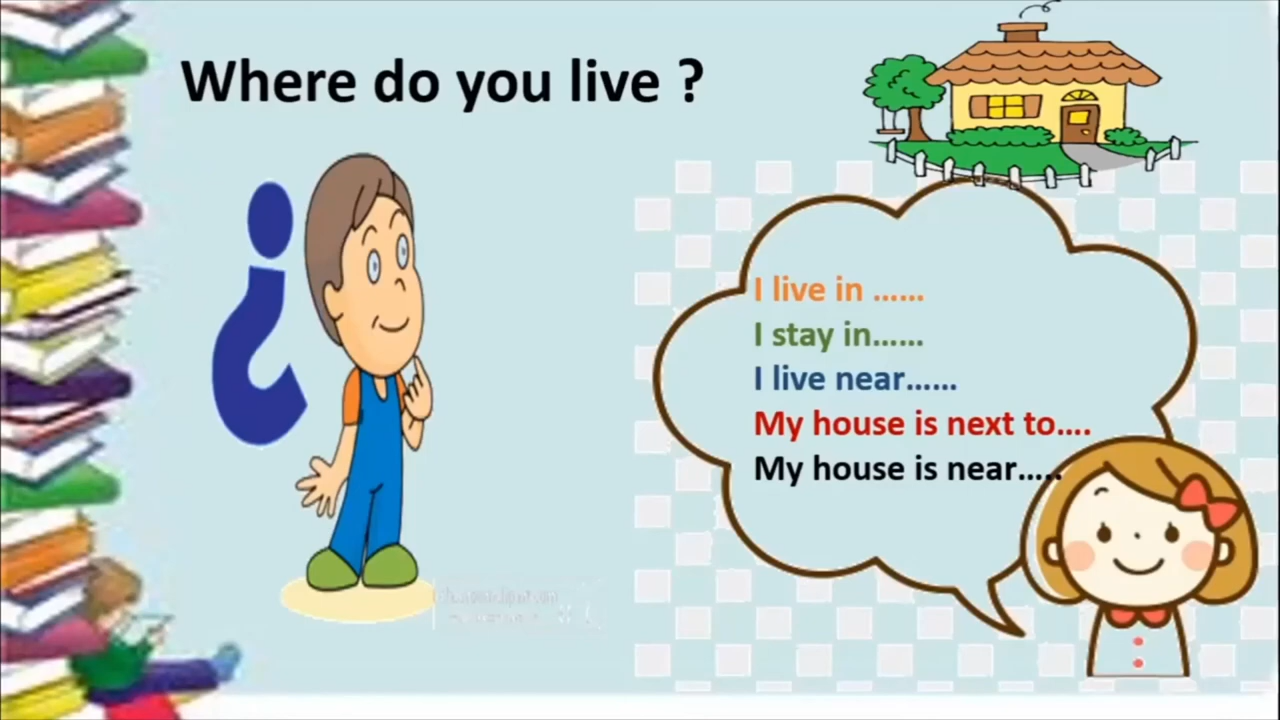 Where do you live ?
I live in ......
I stay in......
I live near......
My house is next to....
My house is near.....